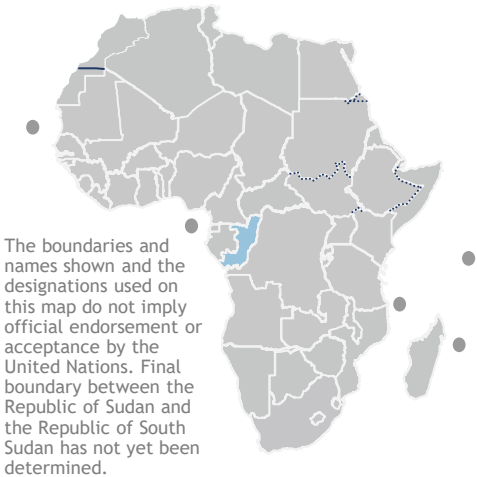 The boundaries and
names shown and the
designations used on
this map do not imply
official endorsement or
acceptance by the
United Nations. Final
boundary between the
Republic of Sudan and
the Republic of South
Sudan has not yet been
determined.